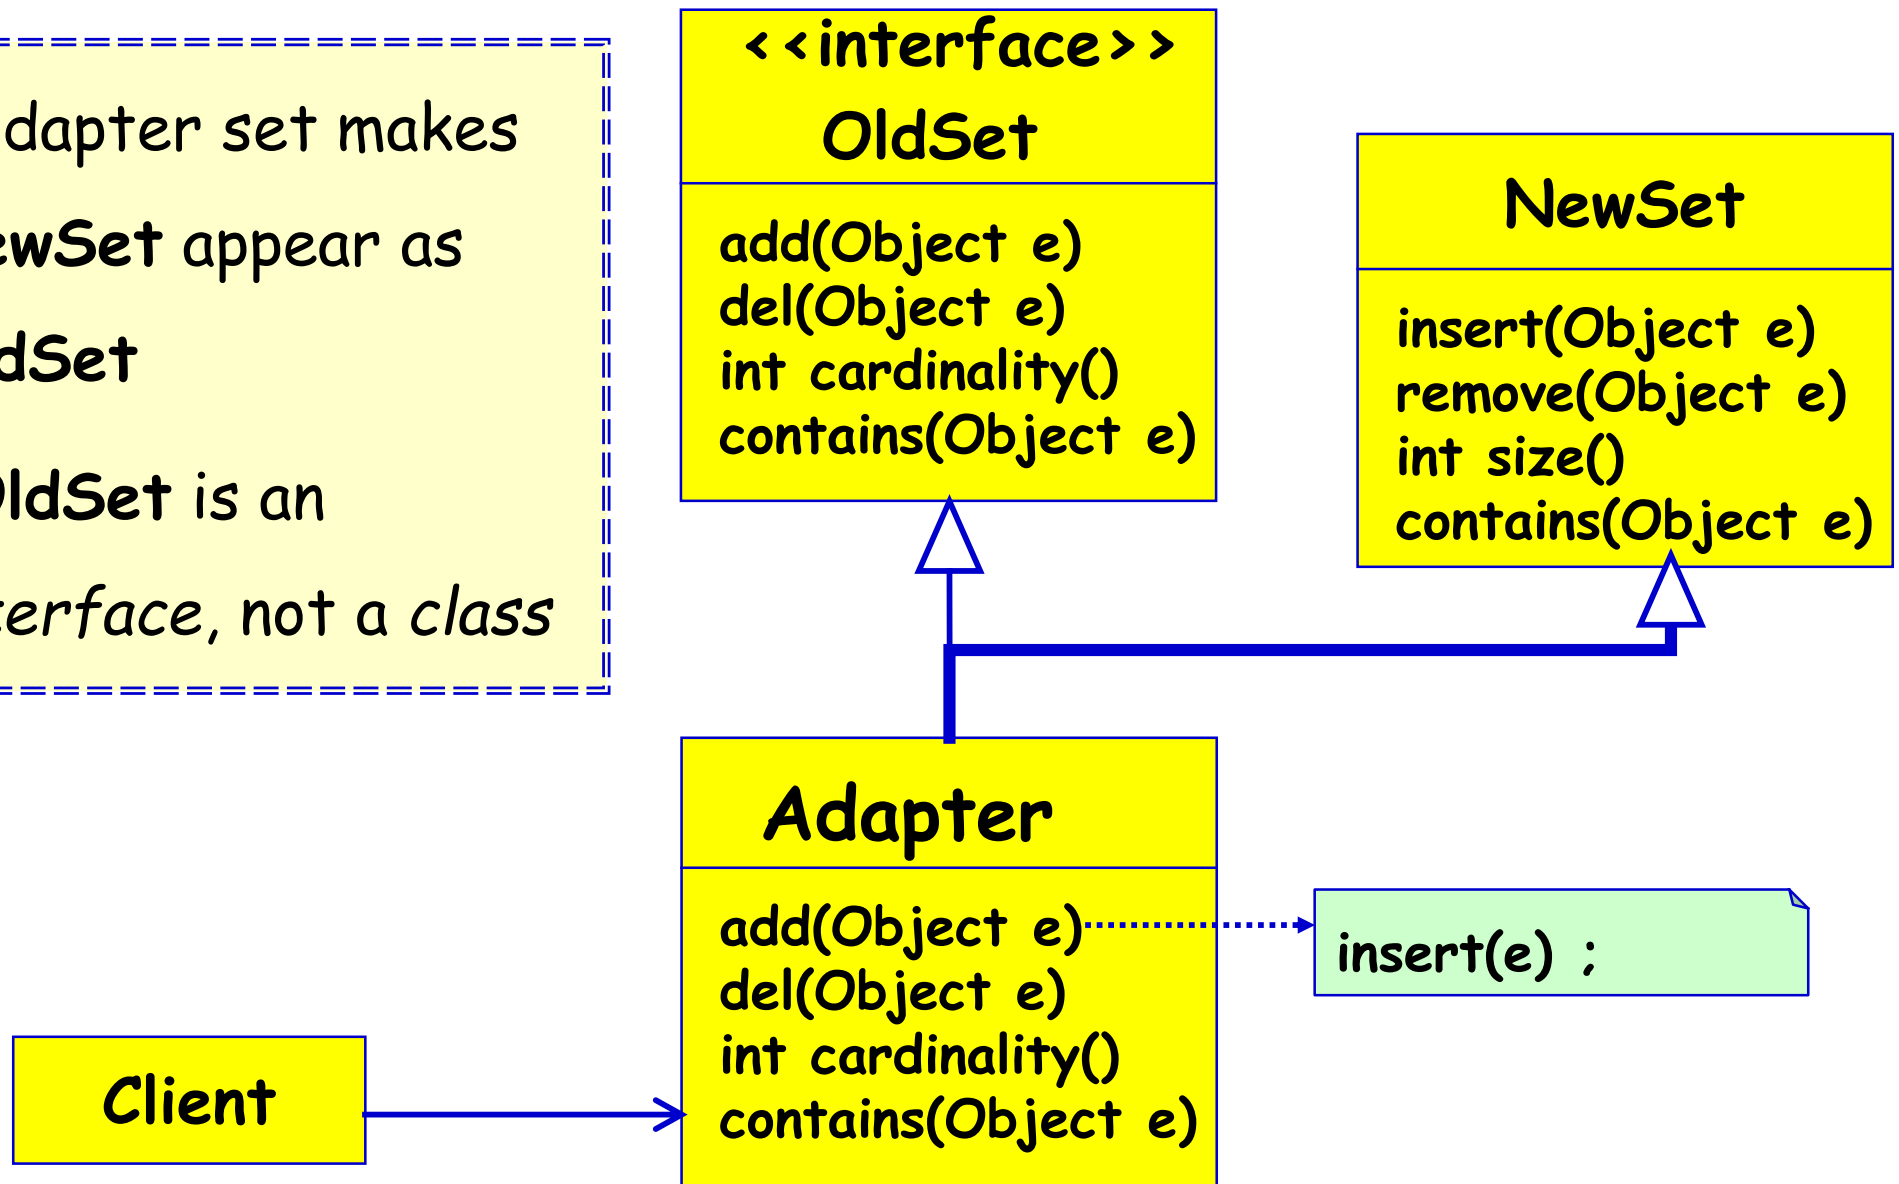 dapter set makes
ewSet appear as
dSet
OldSet is an
terface, not a class
<<interface>>
OldSet
add(Object e)
del(Object e)
int cardinality()
contains(Object e)
NewSet
insert(Object e)
remove(Object e)
int size()
contains(Object e)
Adapter
add(Object e)
del(Object e)
int cardinality()
contains(Object e)
insert(e) ;
Client